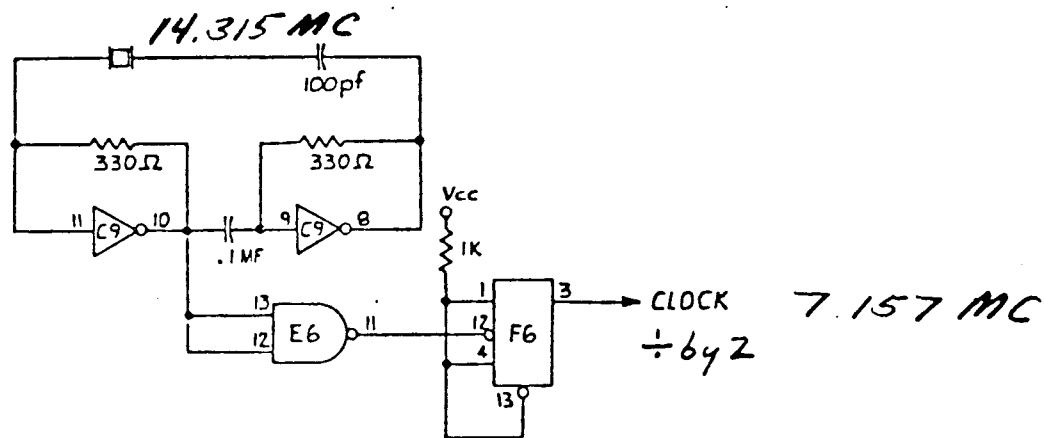 14.315 MC
100pf
330Ω 330Ω
11 C9 10 9 C9 8
.1MF
Vcc
1K
13 12 E6 11
1 12 4 13 F6 3
CLOCK 7.157 MC
÷ by 2